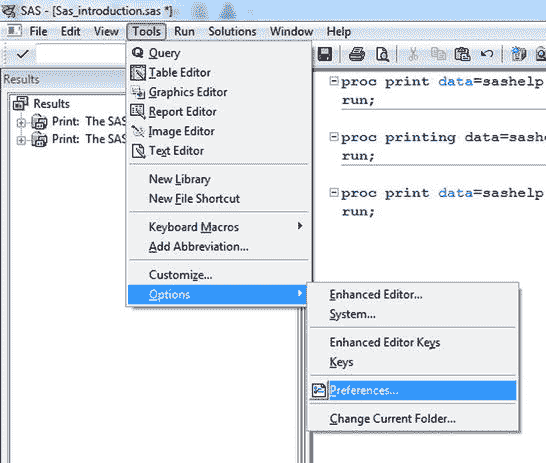 SAS - [Sas_introduction.sas *]
File Edit View Tools Run Solutions Window Help
Results
Results
Print: The SAS
Print: The SAS
Query
Table Editor
Graphics Editor
Report Editor
Image Editor
Text Editor
New Library
New File Shortcut
Keyboard Macros
Add Abbreviation...
Customize...
Options
Enhanced Editor...
System...
Enhanced Editor Keys
Keys
Preferences...
Change Current Folder...
proc print data=sashelp
run;
proc printing data=sashelp
run;
proc print data=sashelp
run;